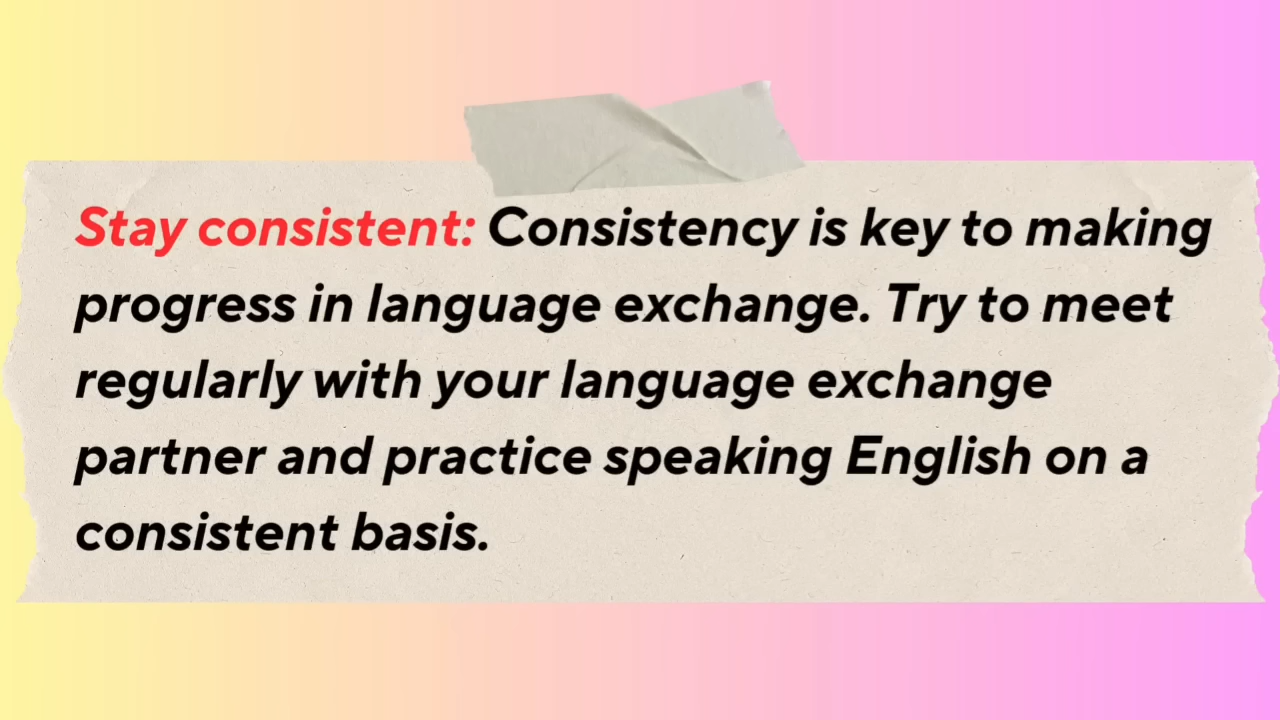 Stay consistent: Consistency is key to making
progress in language exchange. Try to meet
regularly with your language exchange
partner and practice speaking English on a
consistent basis.